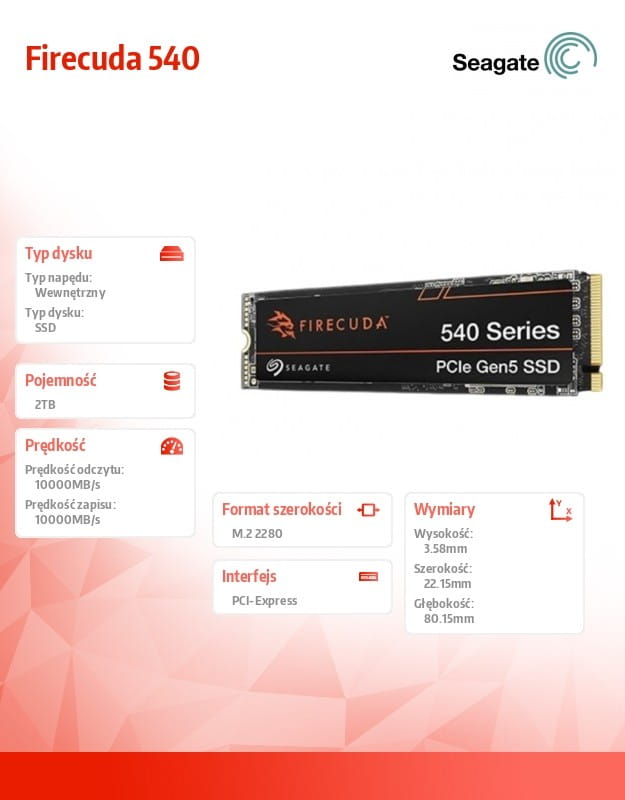 Firecuda 540
Seagate
Typ dysku
Typ napędu:
Wewnętrzny
Typ dysku:
SSD
Pojemność
2TB
Prędkość
Prędkość odczytu:
10000MB/s
Prędkość zapisu:
10000MB/s
FIRECUDA
540 Series
SEAGATE
PCIe Gen5 SSD
Format szerokości
M.2 2280
Interfejs
PCI-Express
Wymiary
Y
X
Wysokość:
3.58mm
Szerokość:
22.15mm
Głębokość:
80.15mm